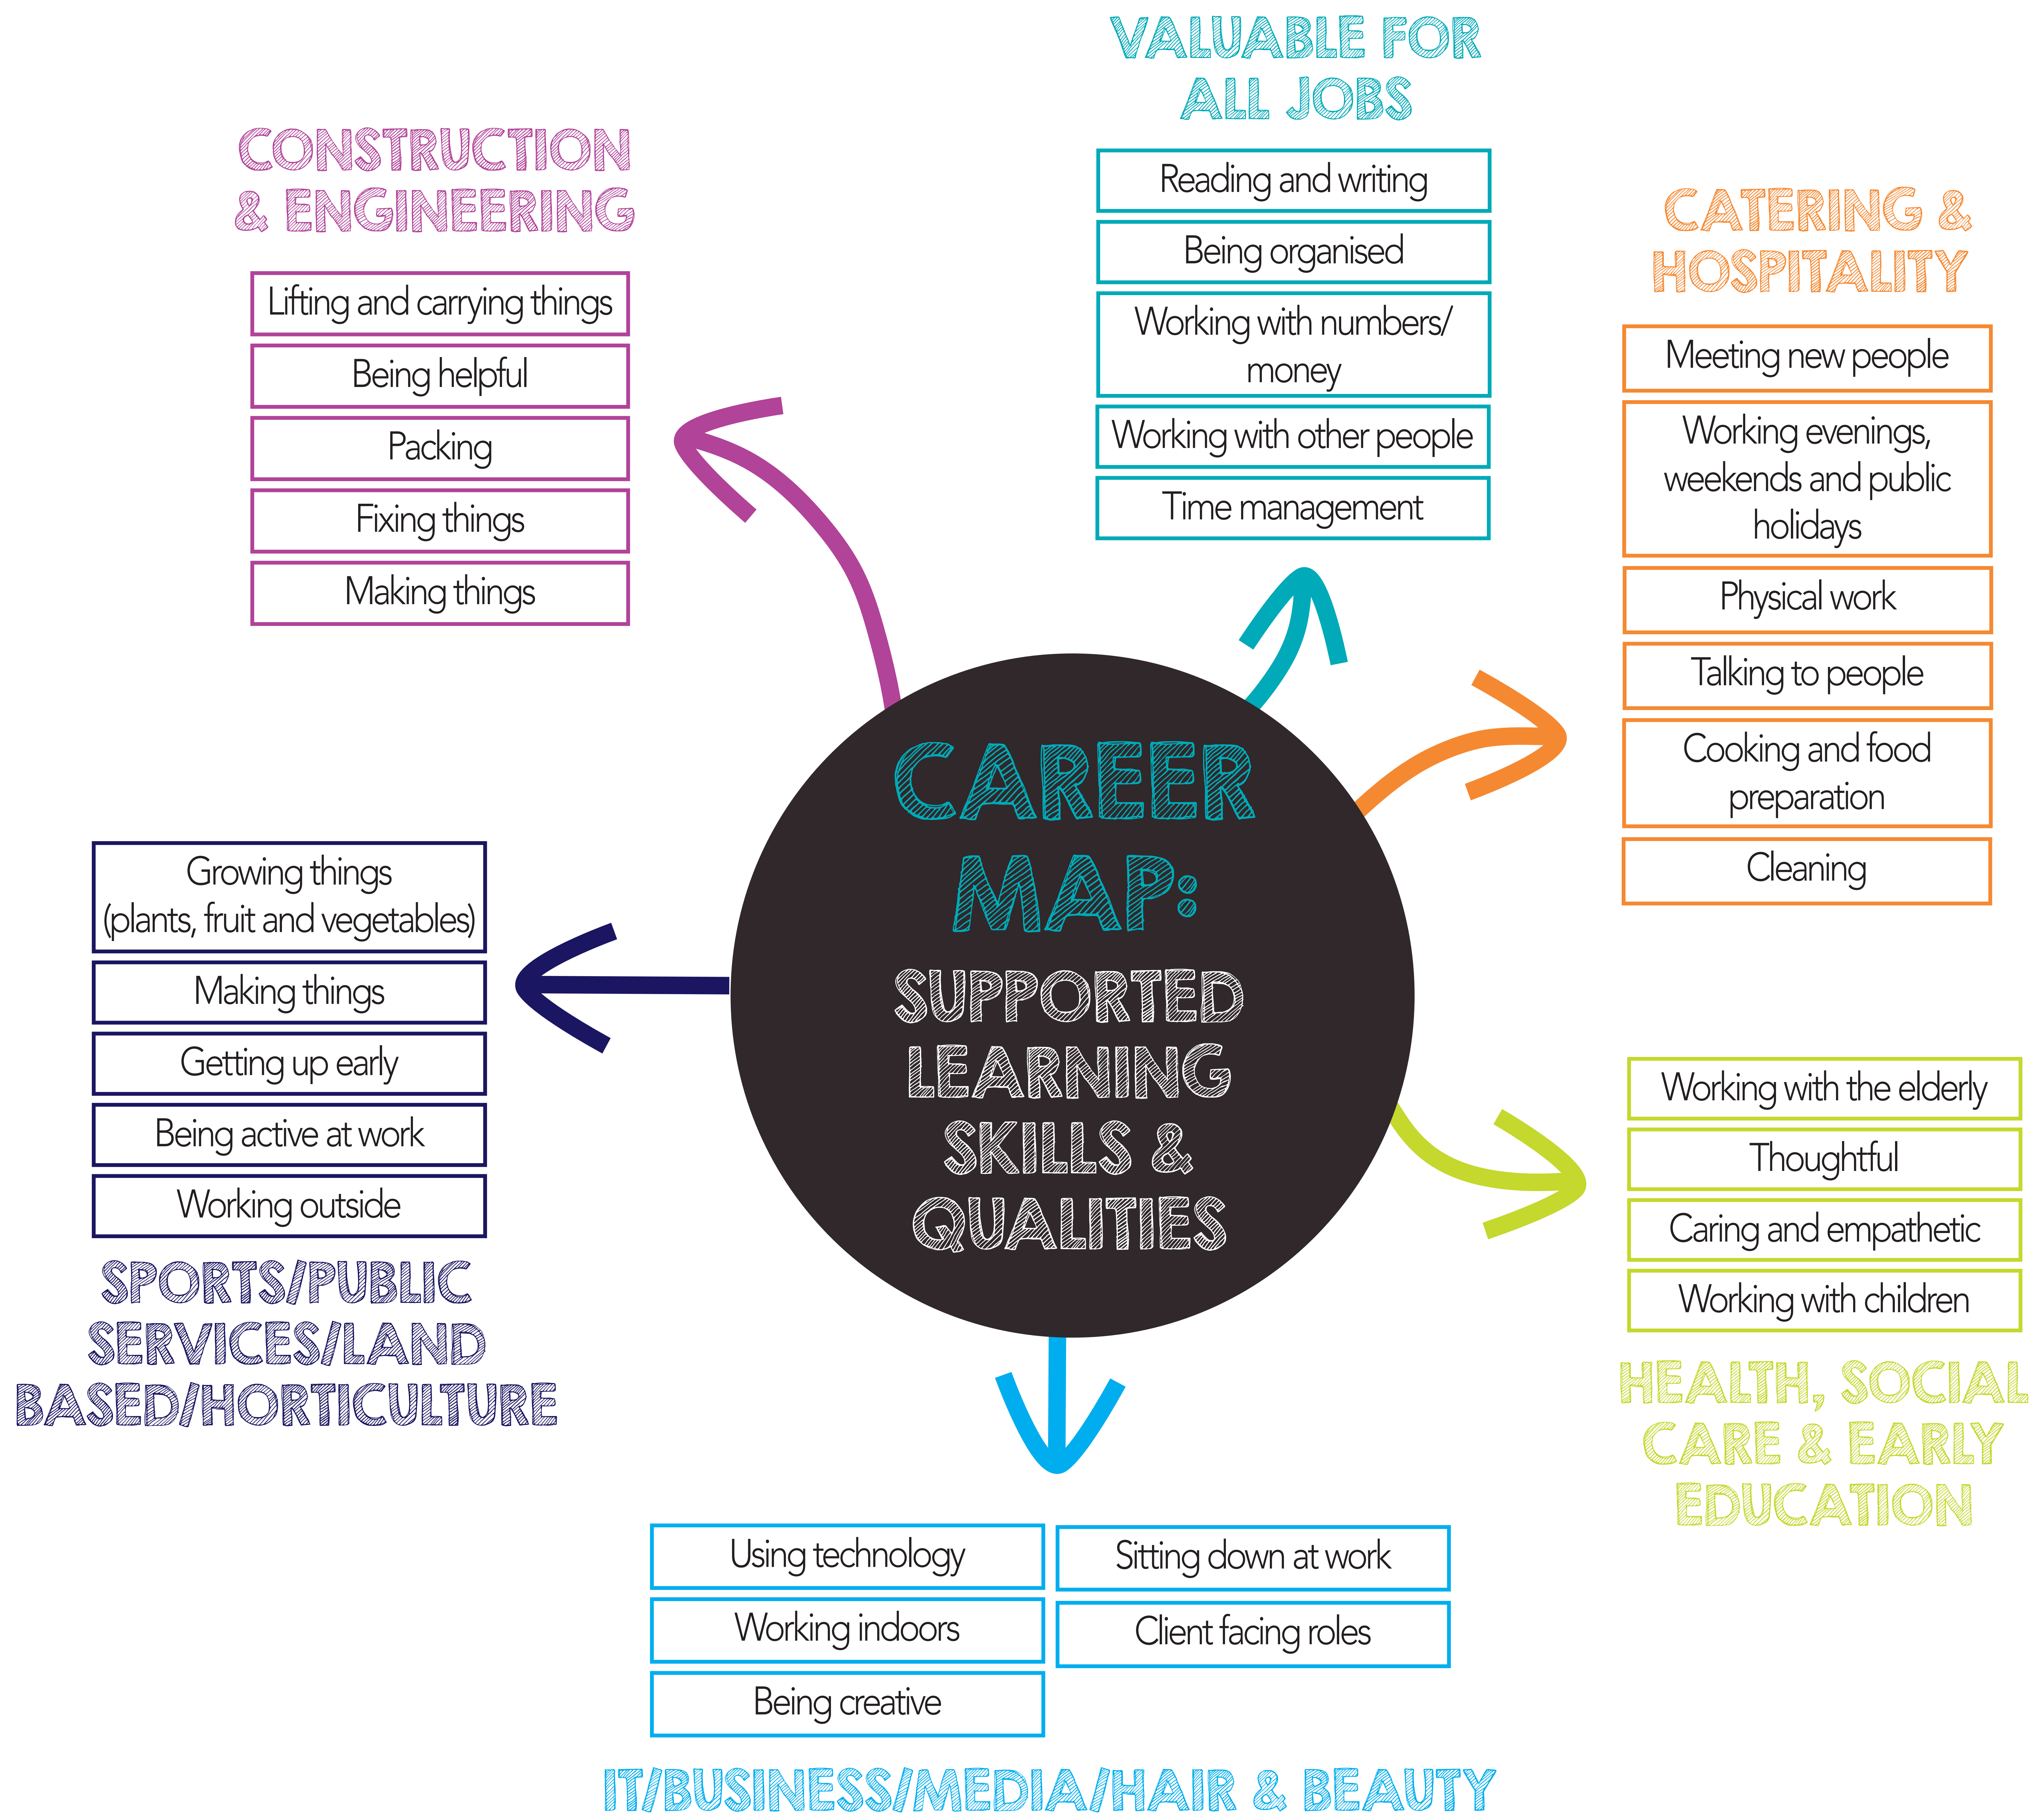 VALUABLE FOR
ALL JOBS
Reading and writing
Being organised
Working with numbers/
money
Working with other people
Time management
CONSTRUCTION
& ENGINEERING
Lifting and carrying things
Being helpful
Packing
Fixing things
Making things
CATERING &
HOSPITALITY
Meeting new people
Working evenings,
weekends and public
holidays
Physical work
Talking to people
Cooking and food
preparation
Cleaning
CAREER
MAP:
SUPPORTED
LEARNING
SKILLS &
QUALITIES
Growing things
(plants, fruit and vegetables)
Making things
Getting up early
Being active at work
Working outside
SPORTS/PUBLIC
SERVICES/LAND
BASED/HORTICULTURE
Working with the elderly
Thoughtful
Caring and empathetic
Working with children
HEALTH, SOCIAL
CARE & EARLY
EDUCATION
Using technology
Working indoors
Being creative
Sitting down at work
Client facing roles
IT/BUSINESS/MEDIA/HAIR & BEAUTY